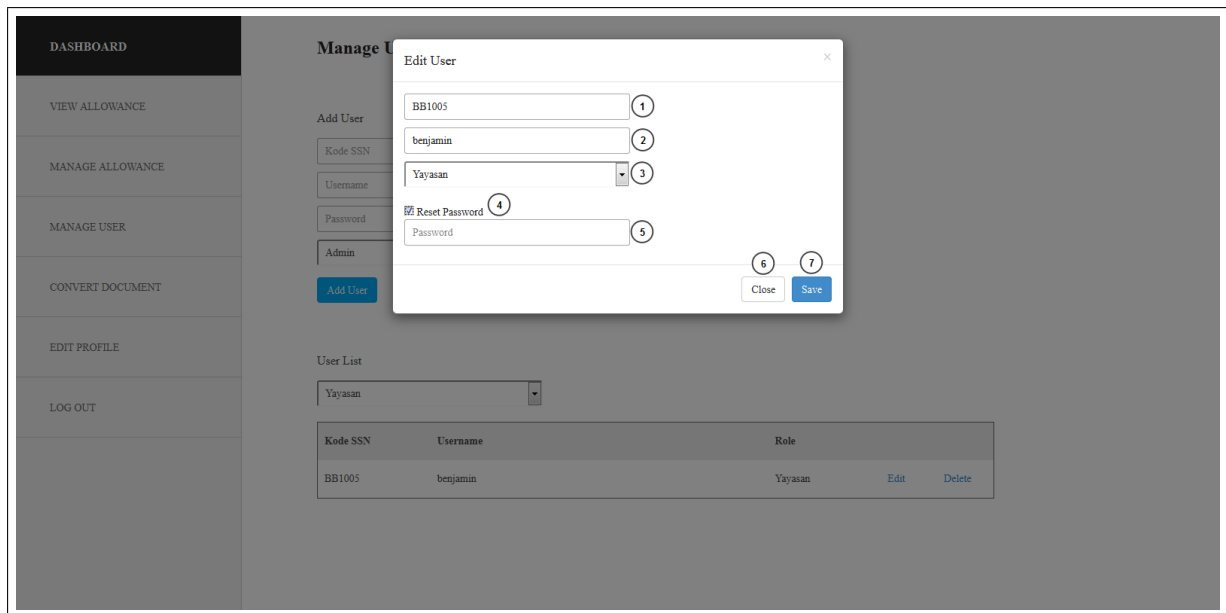 DASHBOARD
VIEW ALLOWANCE
MANAGE ALLOWANCE
MANAGE USER
CONVERT DOCUMENT
EDIT PROFILE
LOG OUT
Manage U
Add User
Kode SSN
Username
Password
Admin
Add User
Edit User
×
BB1005
1
benjamin
2
Yayasan
3
Reset Password
4
Password
5
6
7
Close
Save
User List
Yayasan
Kode SSN Username Role
BB1005 benjamin Yayasan Edit Delete